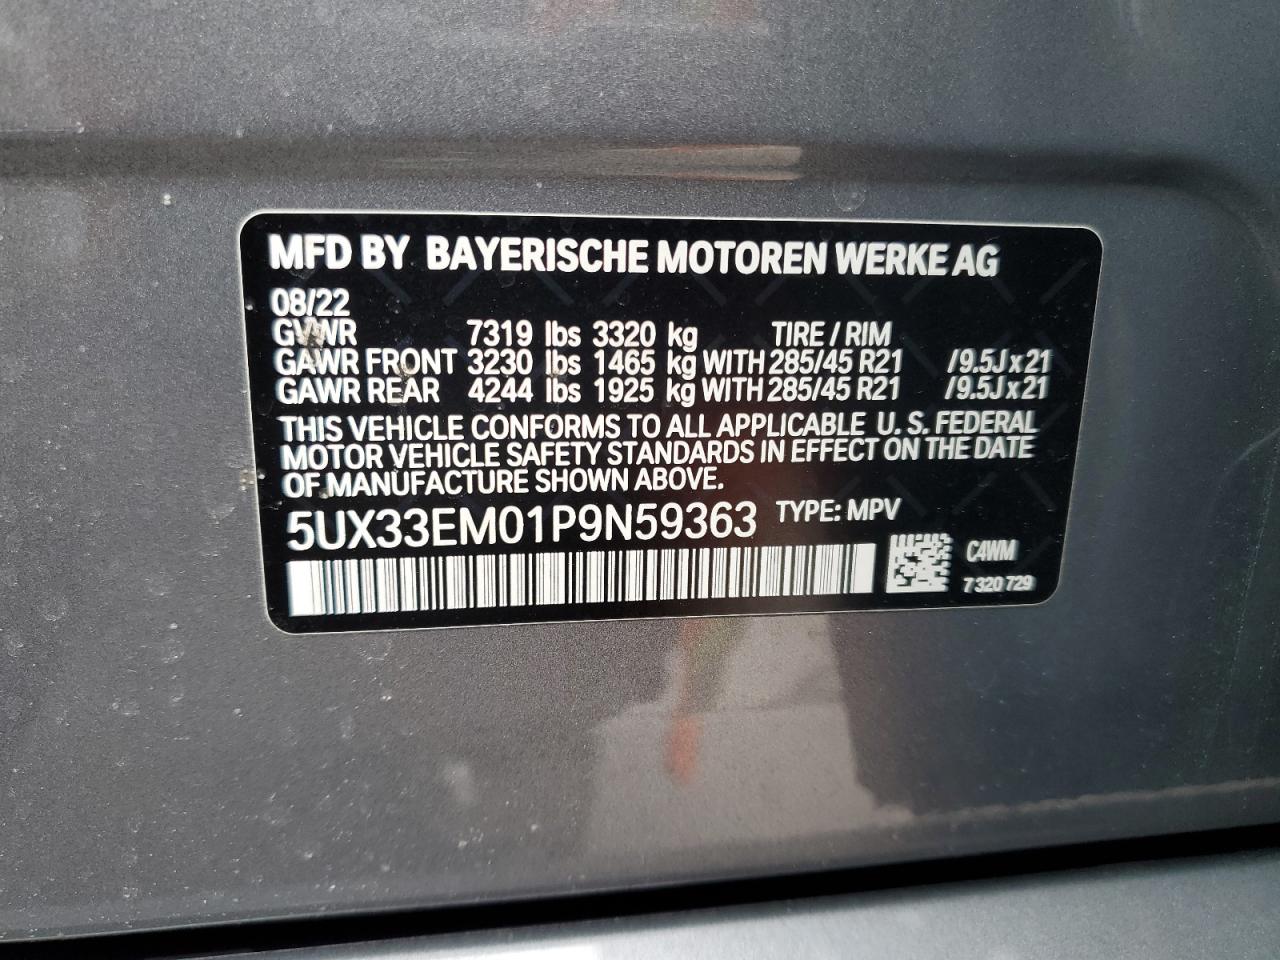 MFD BY BAYERISCHE MOTOREN WERKE AG
08/22
GVWR 7319 lbs 3320 kg TIRE / RIM
GAWR FRONT 3230 lbs 1465 kg WITH 285/45 R21 /9.5J x 21
GAWR REAR 4244 lbs 1925 kg WITH 285/45 R21 /9.5J x 21
THIS VEHICLE CONFORMS TO ALL APPLICABLE U. S. FEDERAL
MOTOR VEHICLE SAFETY STANDARDS IN EFFECT ON THE DATE
OF MANUFACTURE SHOWN ABOVE.
5UX33EM01P9N59363 TYPE: MPV
C4WM
7 320 729